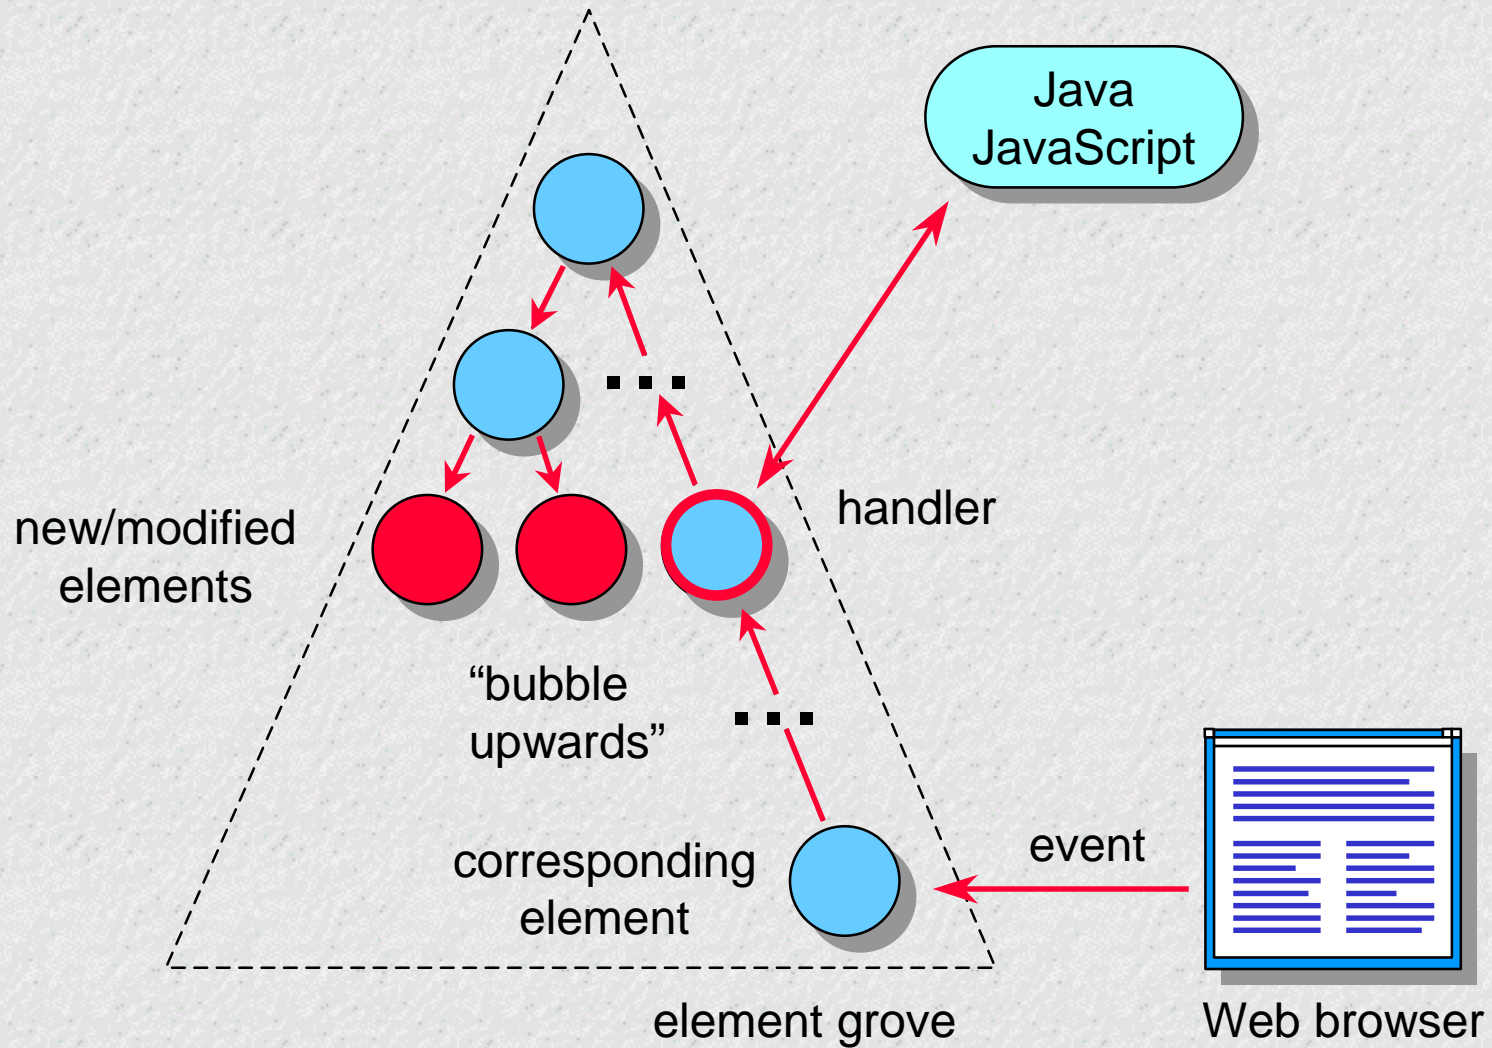 Java
JavaScript
handler
new/modified
elements
“bubble
upwards”
event
corresponding
element
element grove
Web browser